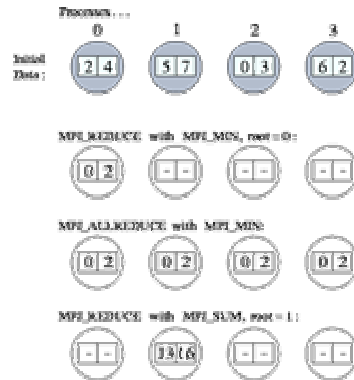 Processes . . .
0 1 2 3
Initial
Data :
2 4 5 7 0 3 6 2
MPI_REDUCE with MPI_MIN, root = 0 :
0 2 - - - - - -
MPI_ALLREDUCE with MPI_MIN:
0 2 0 2 0 2 0 2
MPI_REDUCE with MPI_SUM, root = 1 :
- - 13 16 - - - -